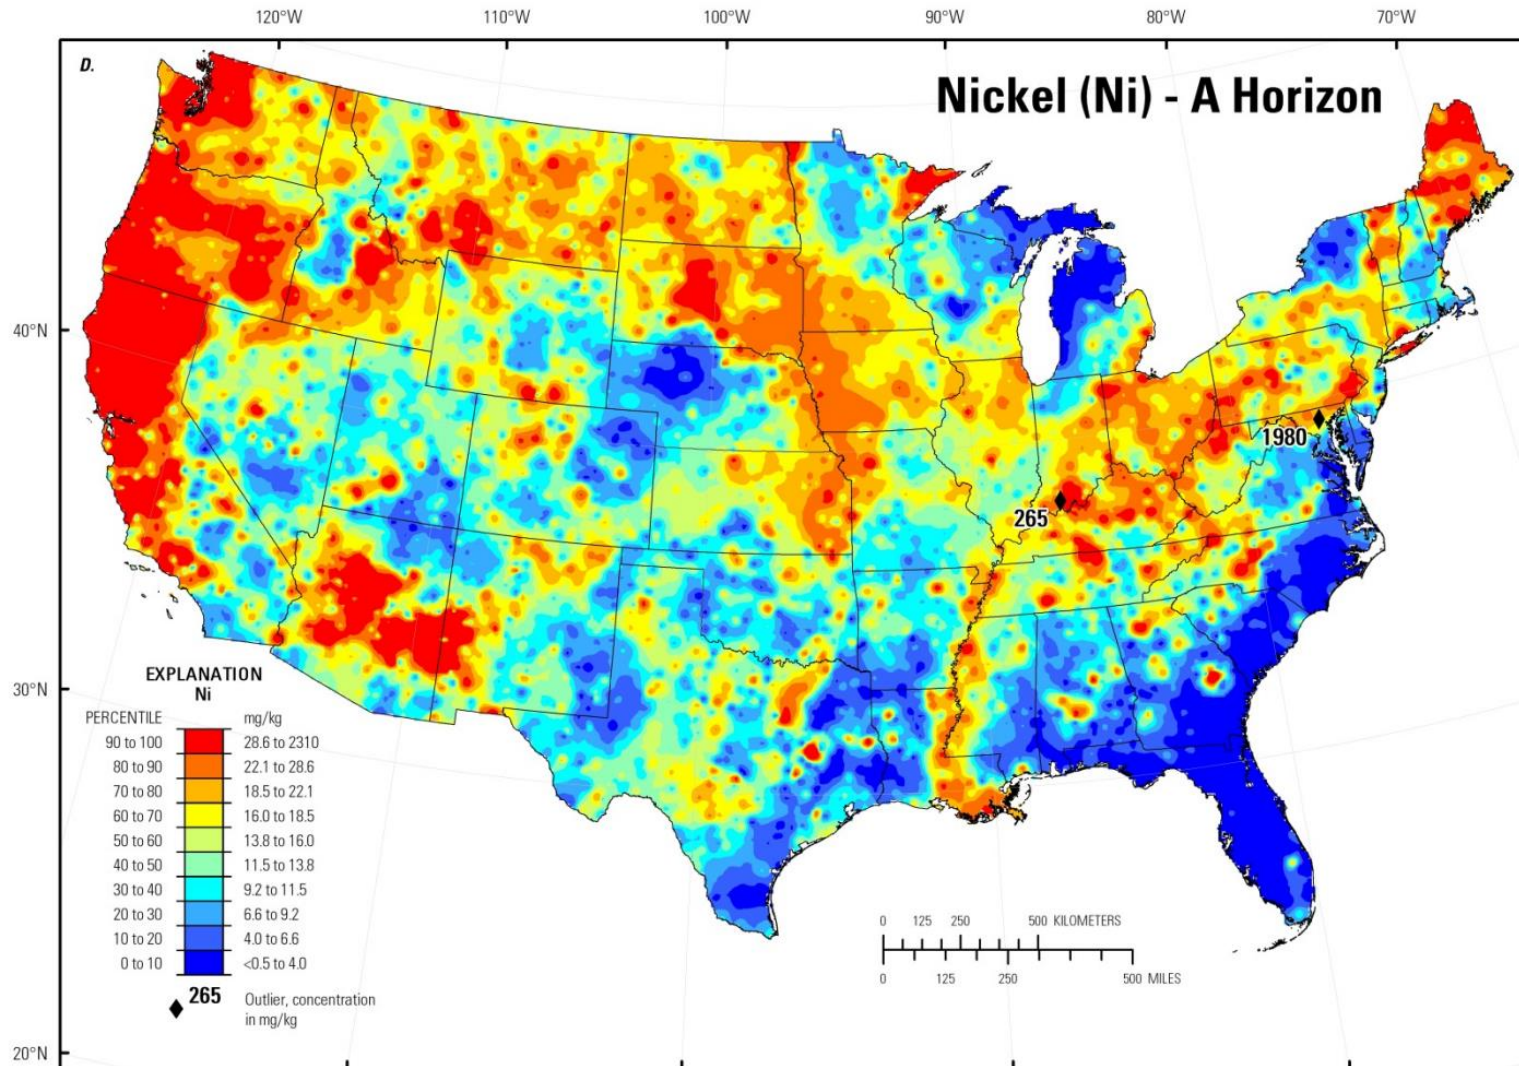 120°W 110°W 100°W 90°W 80°W 70°W
D.
Nickel (Ni) - A Horizon
40°N
1980
265
30°N
EXPLANATION
Ni
PERCENTILE mg/kg
90 to 100 28.6 to 2310
80 to 90 22.1 to 28.6
70 to 80 18.5 to 22.1
60 to 70 16.0 to 18.5
50 to 60 13.8 to 16.0
40 to 50 11.5 to 13.8
30 to 40 9.2 to 11.5
20 to 30 6.6 to 9.2
10 to 20 4.0 to 6.6
0 to 10 <0.5 to 4.0
265 Outlier, concentration
in mg/kg
0 125 250 500 KILOMETERS
0 125 250 500 MILES
20°N